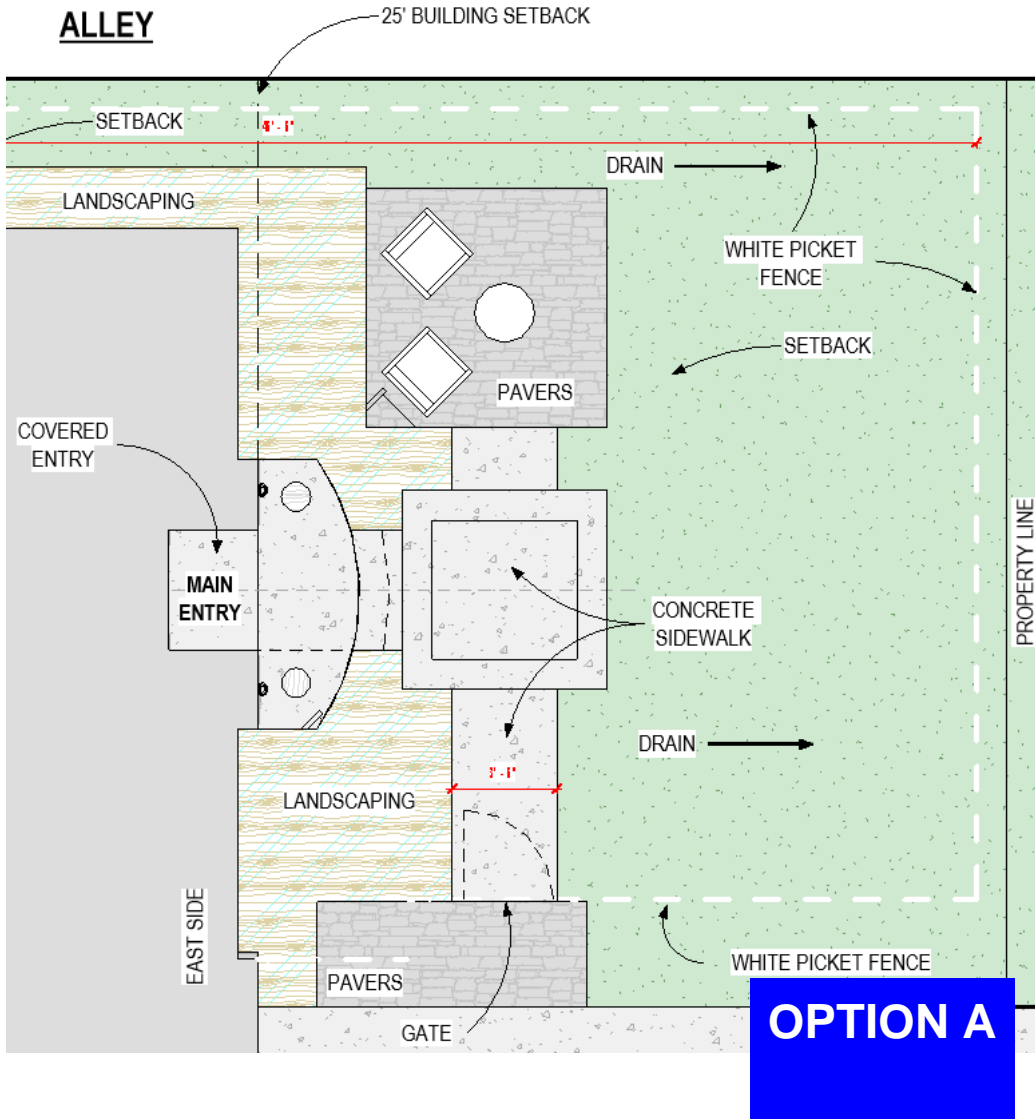 ALLEY
25' BUILDING SETBACK
SETBACK
DRAIN
LANDSCAPING
WHITE PICKET
FENCE
SETBACK
PAVERS
COVERED
ENTRY
MAIN
ENTRY
CONCRETE
SIDEWALK
PROPERTY LINE
DRAIN
LANDSCAPING
EAST SIDE
WHITE PICKET FENCE
PAVERS
GATE
OPTION A